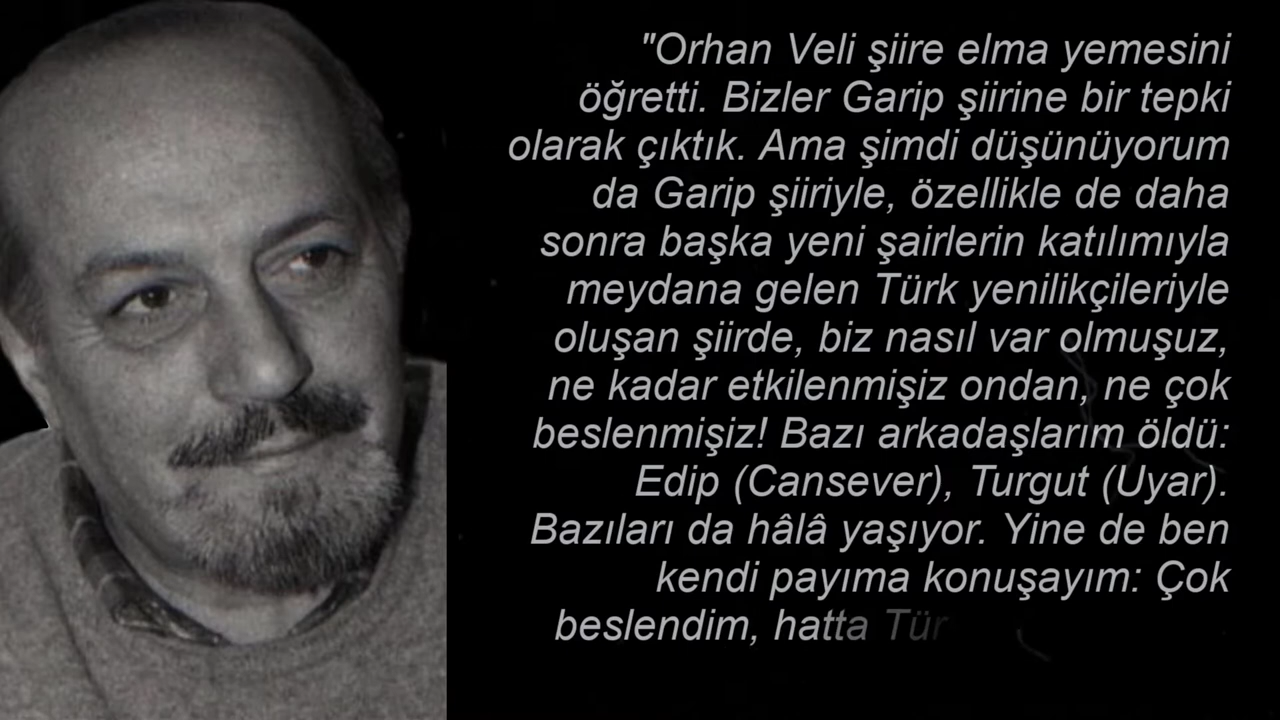 "Orhan Veli şiire elma yemesini
öğretti. Bizler Garip şiirine bir tepki
olarak çıktık. Ama şimdi düşünüyorum
da Garip şiiriyle, özellikle de daha
sonra başka yeni şairlerin katılımıyla
meydana gelen Türk yenilikçileriyle
oluşan şiirde, biz nasıl var olmuşuz,
ne kadar etkilenmişiz ondan, ne çok
beslenmişiz! Bazı arkadaşlarım öldü:
Edip (Cansever), Turgut (Uyar).
Bazıları da hâlâ yaşıyor. Yine de ben
kendi payıma konuşayım: Çok
beslendim, hatta Tür